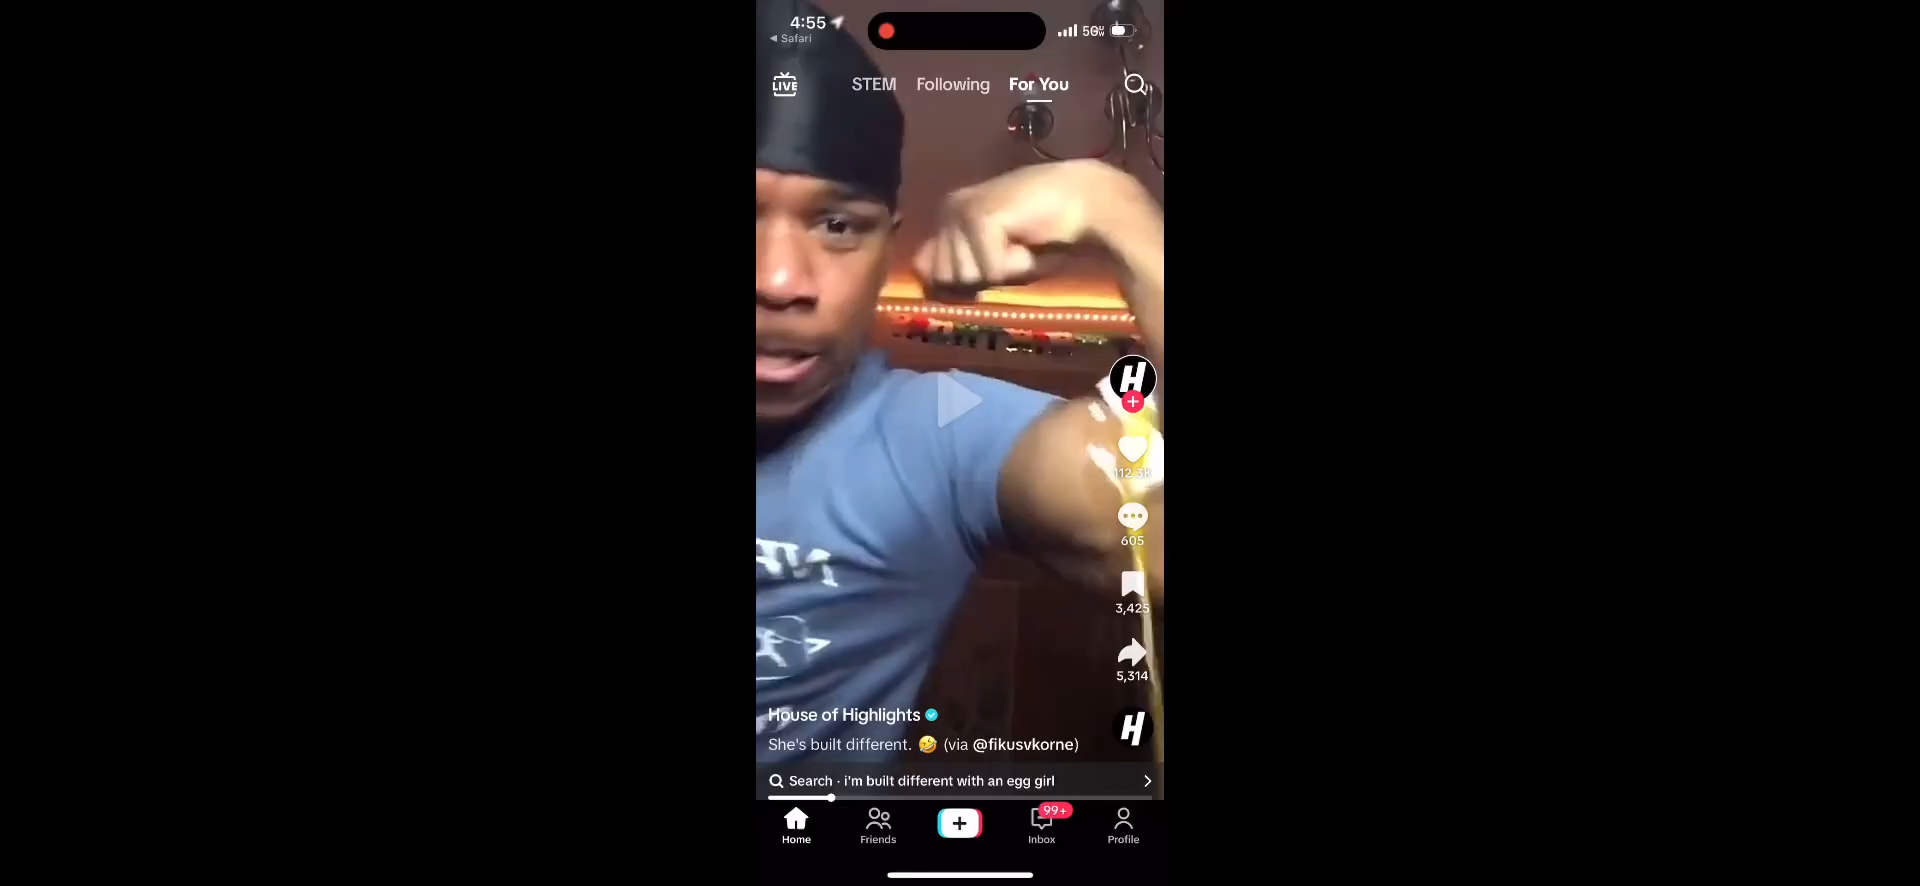 4:55
Safari
5G
LIVE
STEM Following For You
H
605
3,425
5,314
House of Highlights
She's built different. 🤣 (via @fikusvkorne)
H
Search · i'm built different with an egg girl
99+
Home Friends Inbox Profile